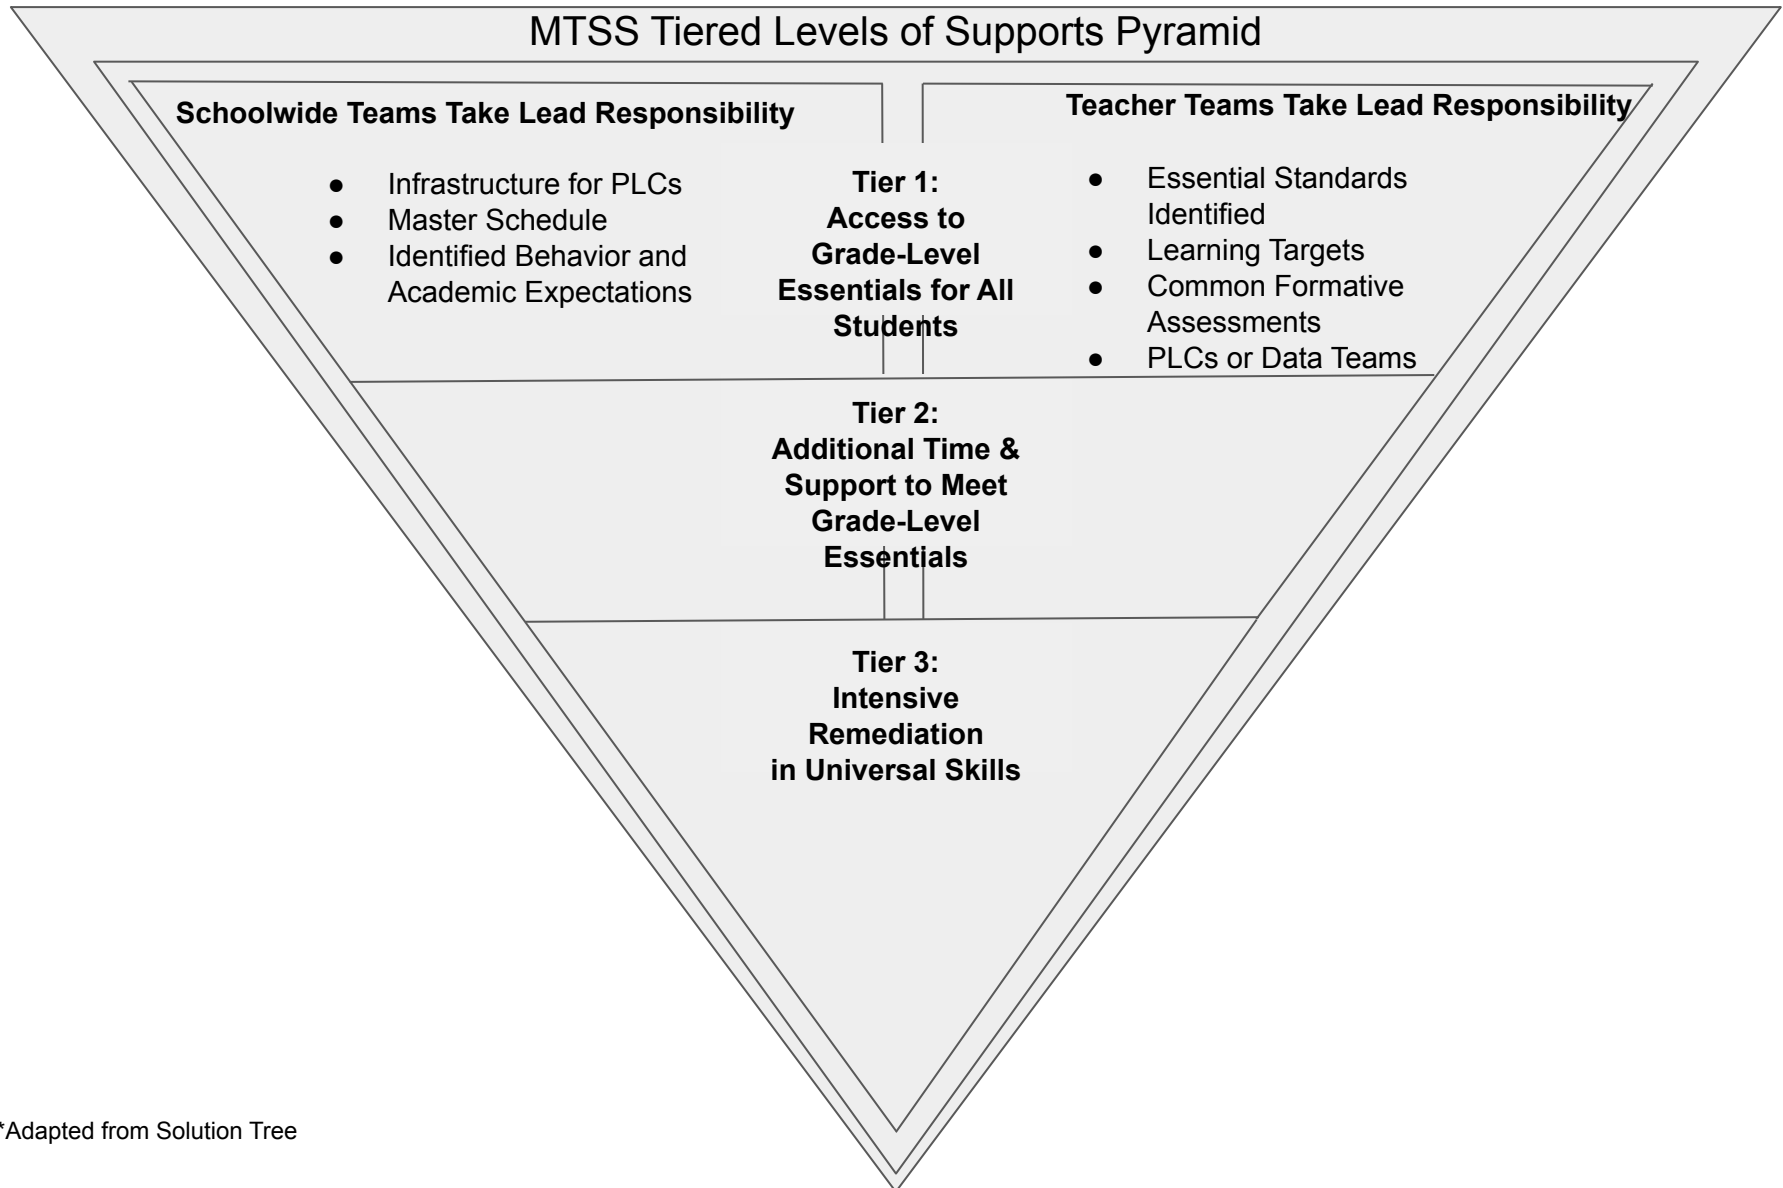 MTSS Tiered Levels of Supports Pyramid
Schoolwide Teams Take Lead Responsibility
● Infrastructure for PLCs
● Master Schedule
● Identified Behavior and
Academic Expectations
Tier 1:
Access to
Grade-Level
Essentials for All
Students
Teacher Teams Take Lead Responsibility
● Essential Standards
Identified
● Learning Targets
● Common Formative
Assessments
● PLCs or Data Teams
Tier 2:
Additional Time &
Support to Meet
Grade-Level
Essentials
Tier 3:
Intensive
Remediation
in Universal Skills
*Adapted from Solution Tree